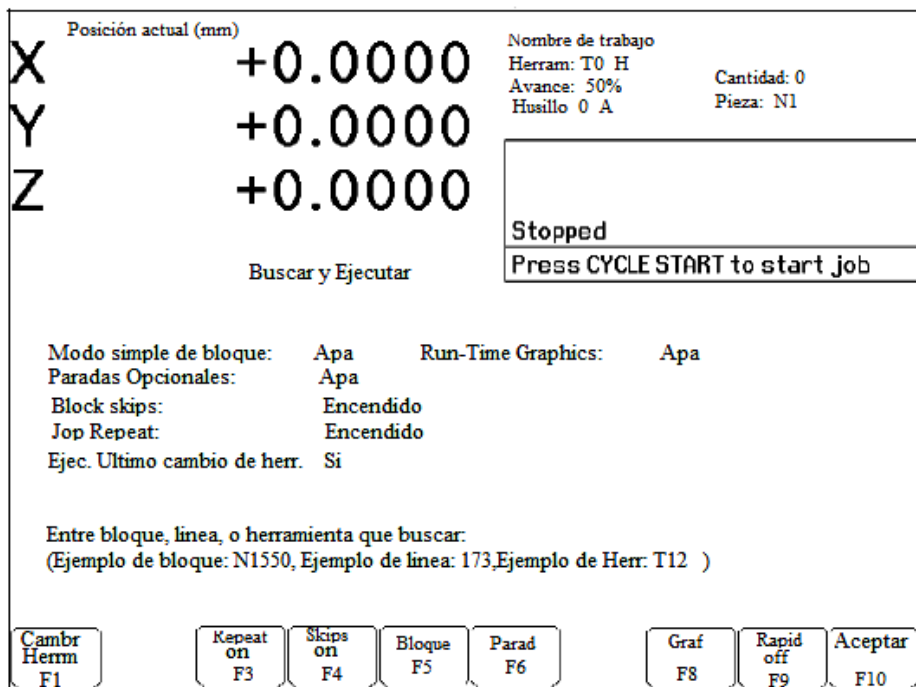 Posición actual (mm)
X +0.0000
Y +0.0000
Z +0.0000
Nombre de trabajo
Herram: T0 H
Avance: 50%
Husillo 0 A
Cantidad: 0
Pieza: N1
Stopped
Press CYCLE START to start job
Buscar y Ejecutar
Modo simple de bloque: Apa Run-Time Graphics: Apa
Paradas Opcionales: Apa
Block skips: Encendido
Jop Repeat: Encendido
Ejec. Ultimo cambio de herr. Si
Entre bloque, linea, o herramienta que buscar:
(Ejemplo de bloque: N1550, Ejemplo de linea: 173,Ejemplo de Herr: T12 )
Cambr
Herrm
F1
Repeat
on
F3
Skips
on
F4
Bloque
F5
Parad
F6
Graf
F8
Rapid
off
F9
Aceptar
F10